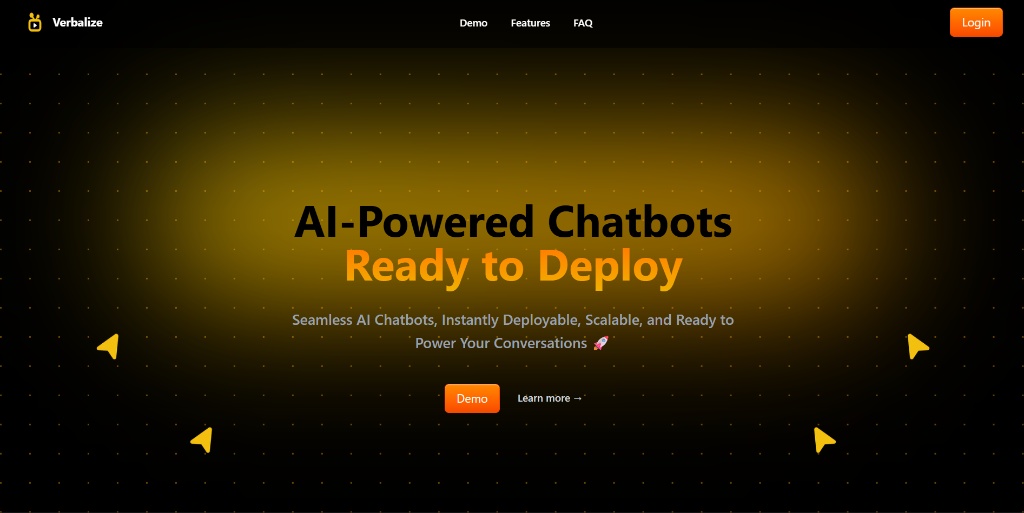 Verbalize
Demo
Features
FAQ
Login
AI-Powered Chatbots
Ready to Deploy
Seamless AI Chatbots, Instantly Deployable, Scalable, and Ready to
Power Your Conversations 🚀
Demo
Learn more →